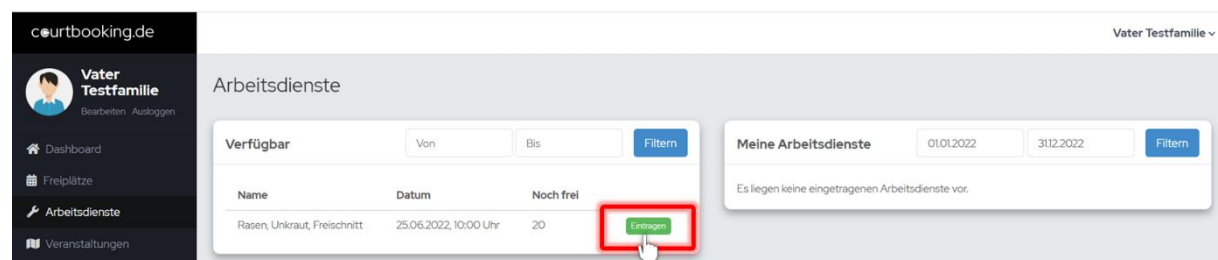 courtbooking.de
Vater Testfamilie
Vater
Testfamilie
Bearbeiten Ausloggen
Dashboard
Freiplätze
Arbeitsdienste
Veranstaltungen
Arbeitsdienste
Verfügbar Von Bis Filtern
Name Datum Noch frei
Rasen, Unkraut, Freischnitt 25.06.2022, 10:00 Uhr 20 Eintragen
Meine Arbeitsdienste 01.01.2022 31.12.2022 Filtern
Es liegen keine eingetragenen Arbeitsdienste vor.